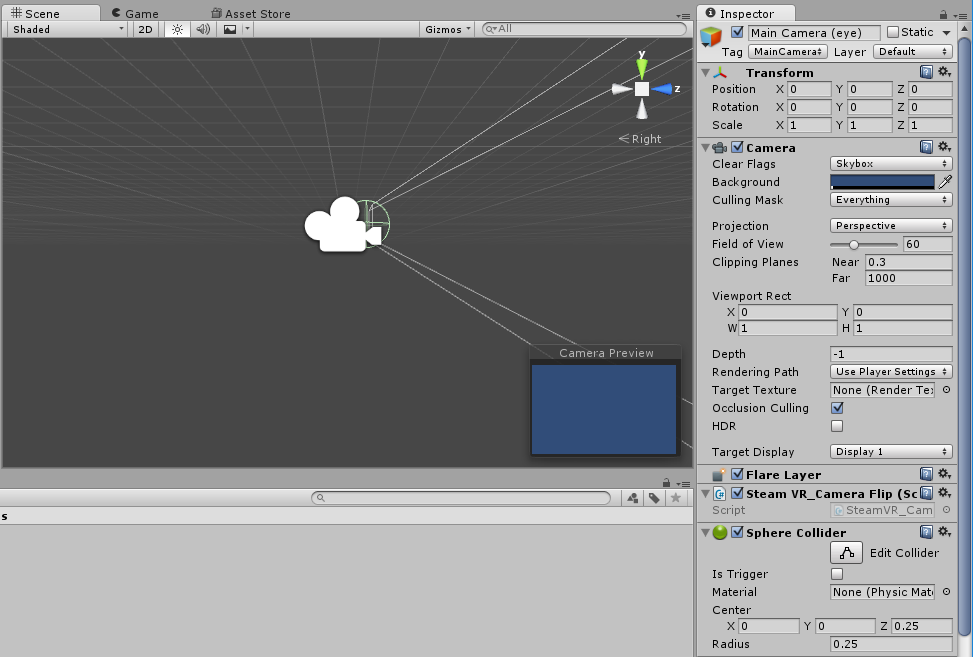 Scene Game Asset Store
Shaded 2D Gizmos All
y
z
Right
Camera Preview
s
Inspector
Main Camera (eye) Static
Tag MainCamera Layer Default
Transform
Position X 0 Y 0 Z 0
Rotation X 0 Y 0 Z 0
Scale X 1 Y 1 Z 1
Camera
Clear Flags Skybox
Background
Culling Mask Everything
Projection Perspective
Field of View 60
Clipping Planes Near 0.3
Far 1000
Viewport Rect
X 0 Y 0
W 1 H 1
Depth -1
Rendering Path Use Player Settings
Target Texture None (Render Te
Occlusion Culling
HDR
Target Display Display 1
Flare Layer
Steam VR_Camera Flip (Sc
Script SteamVR_Cam
Sphere Collider
Edit Collider
Is Trigger
Material None (Physic Mat
Center
X 0 Y 0 Z 0.25
Radius 0.25